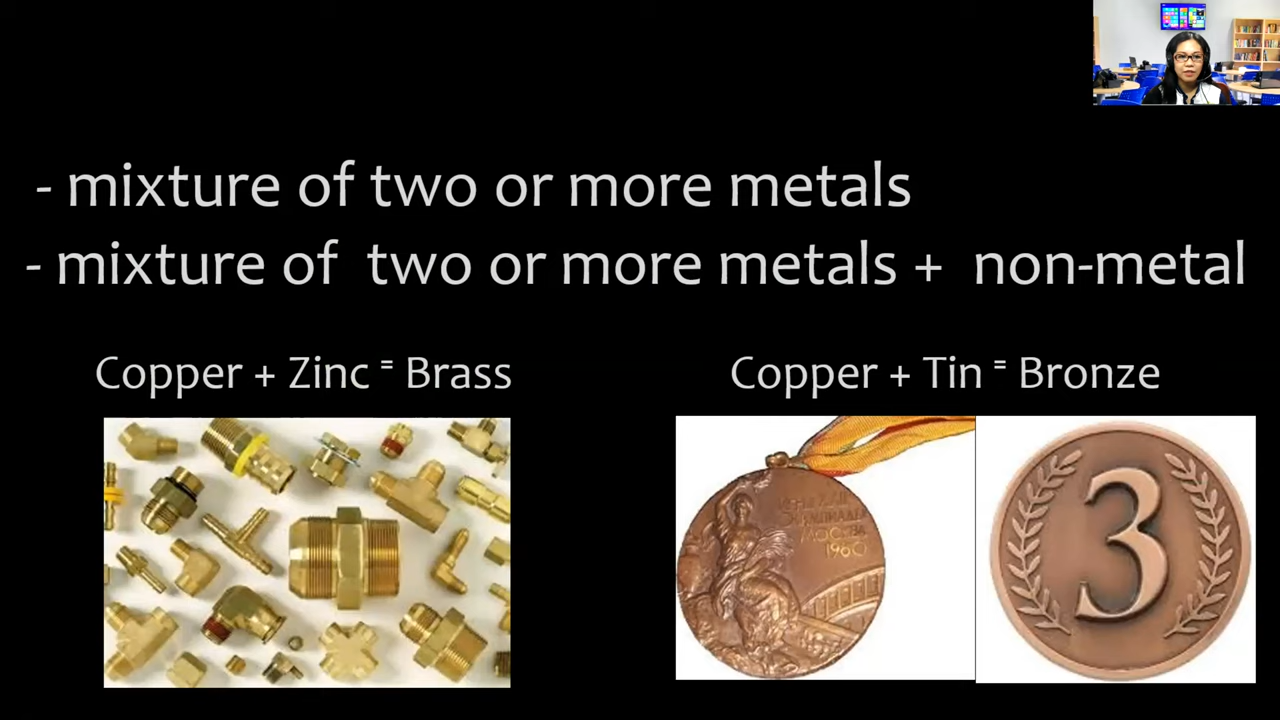 - mixture of two or more metals
- mixture of two or more metals + non-metal
Copper + Zinc = Brass
Copper + Tin = Bronze
1980
3